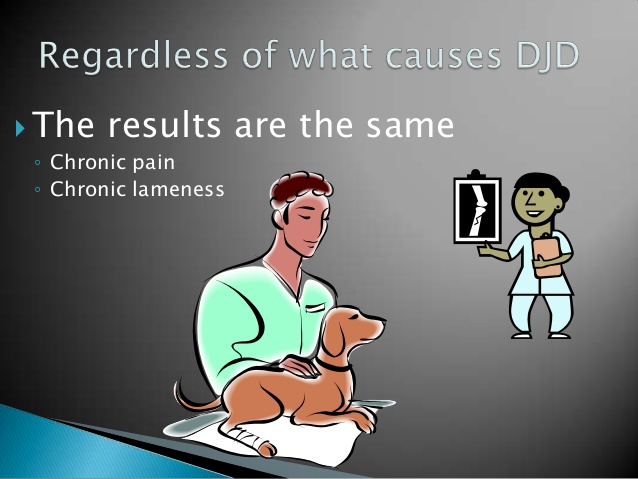 Regardless of what causes DJD
The results are the same
Chronic pain
Chronic lameness